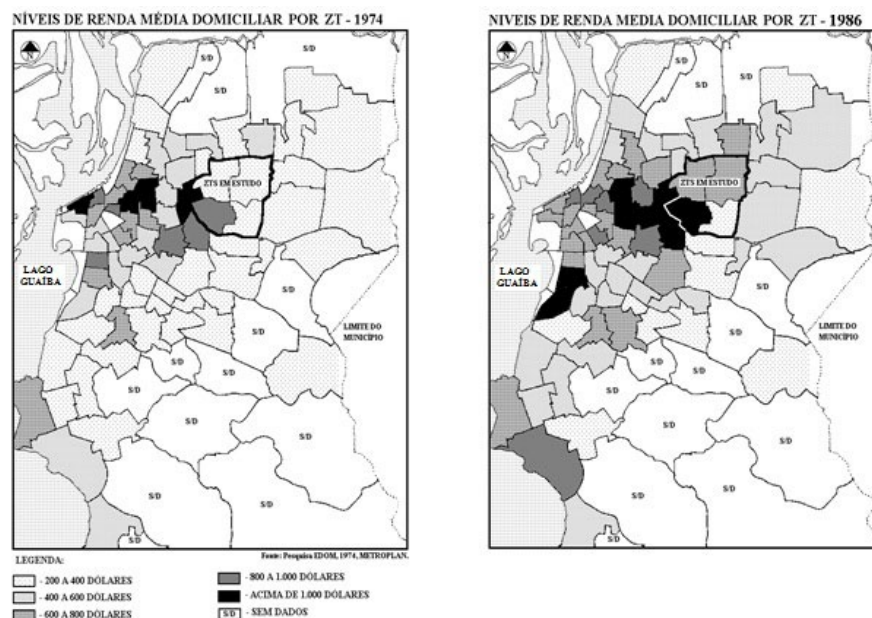 NÍVEIS DE RENDA MÉDIA DOMICILIAR POR ZT - 1974
N
S/D
S/D
S/D
ZTS EM ESTUDO
LAGO
GUAÍBA
S/D
LIMITE DO
MUNICÍPIO
S/D
S/D
S/D
S/D
S/D
S/D
S/D
S/D
S/D
Fonte: Pesquisa EDOM, 1974, METROPLAN.
LEGENDA:
- 200 A 400 DÓLARES
- 400 A 600 DÓLARES
- 600 A 800 DÓLARES
- 800 A 1.000 DÓLARES
- ACIMA DE 1.000 DÓLARES
S/D - SEM DADOS
NIVEIS DE RENDA MEDIA DOMICILIAR POR ZT - 1986
N
S/D
S/D
S/D
ZTS EM ESTUDO
LAGO
GUAÍBA
S/D
LIMITE DO
MUNICÍPIO
S/D
S/D
S/D
S/D
S/D
S/D
S/D
S/D
S/D